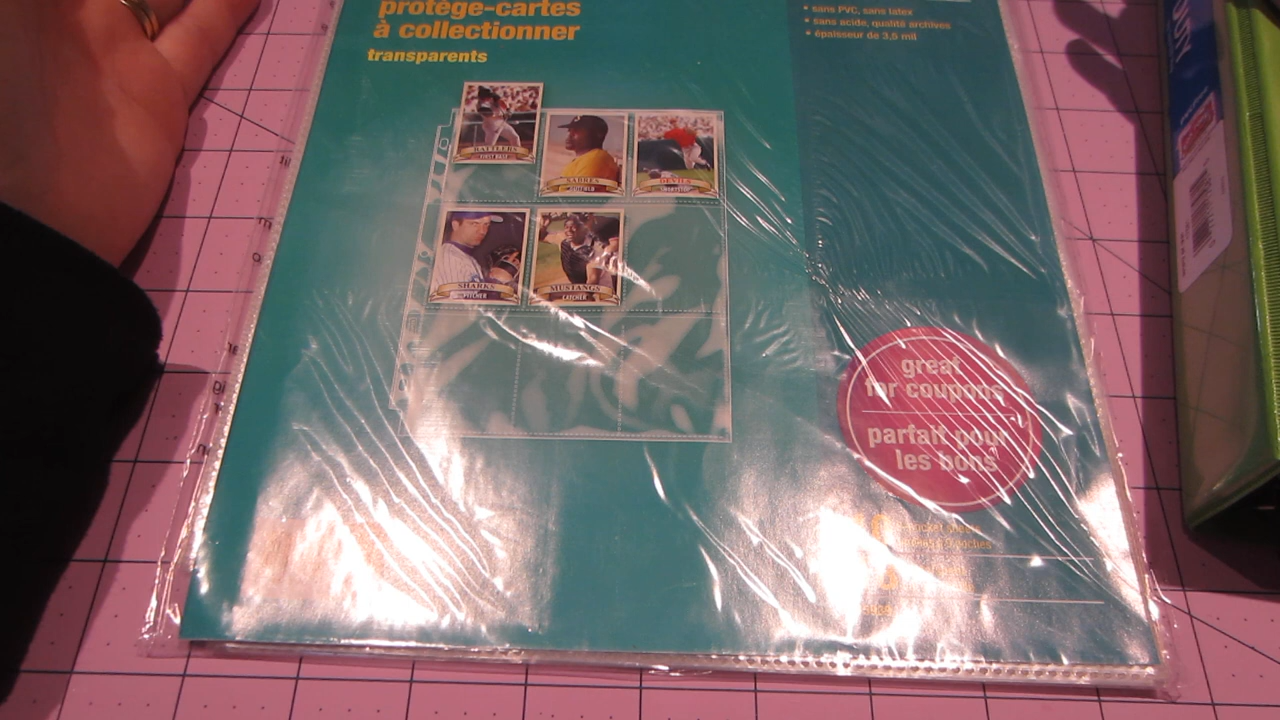 protège-cartes
à collectionner
transparents
• sans PVC, sans latex
• sans acide, qualité archives
• épaisseur de 3,5 mil
RATTLERS
FIRST BASE
SABRES
OUTFIELD
DEVILS
SHORTSTOP
SHARKS
PITCHER
MUSTANGS
CATCHER
great
for coupons
parfait pour
les bons